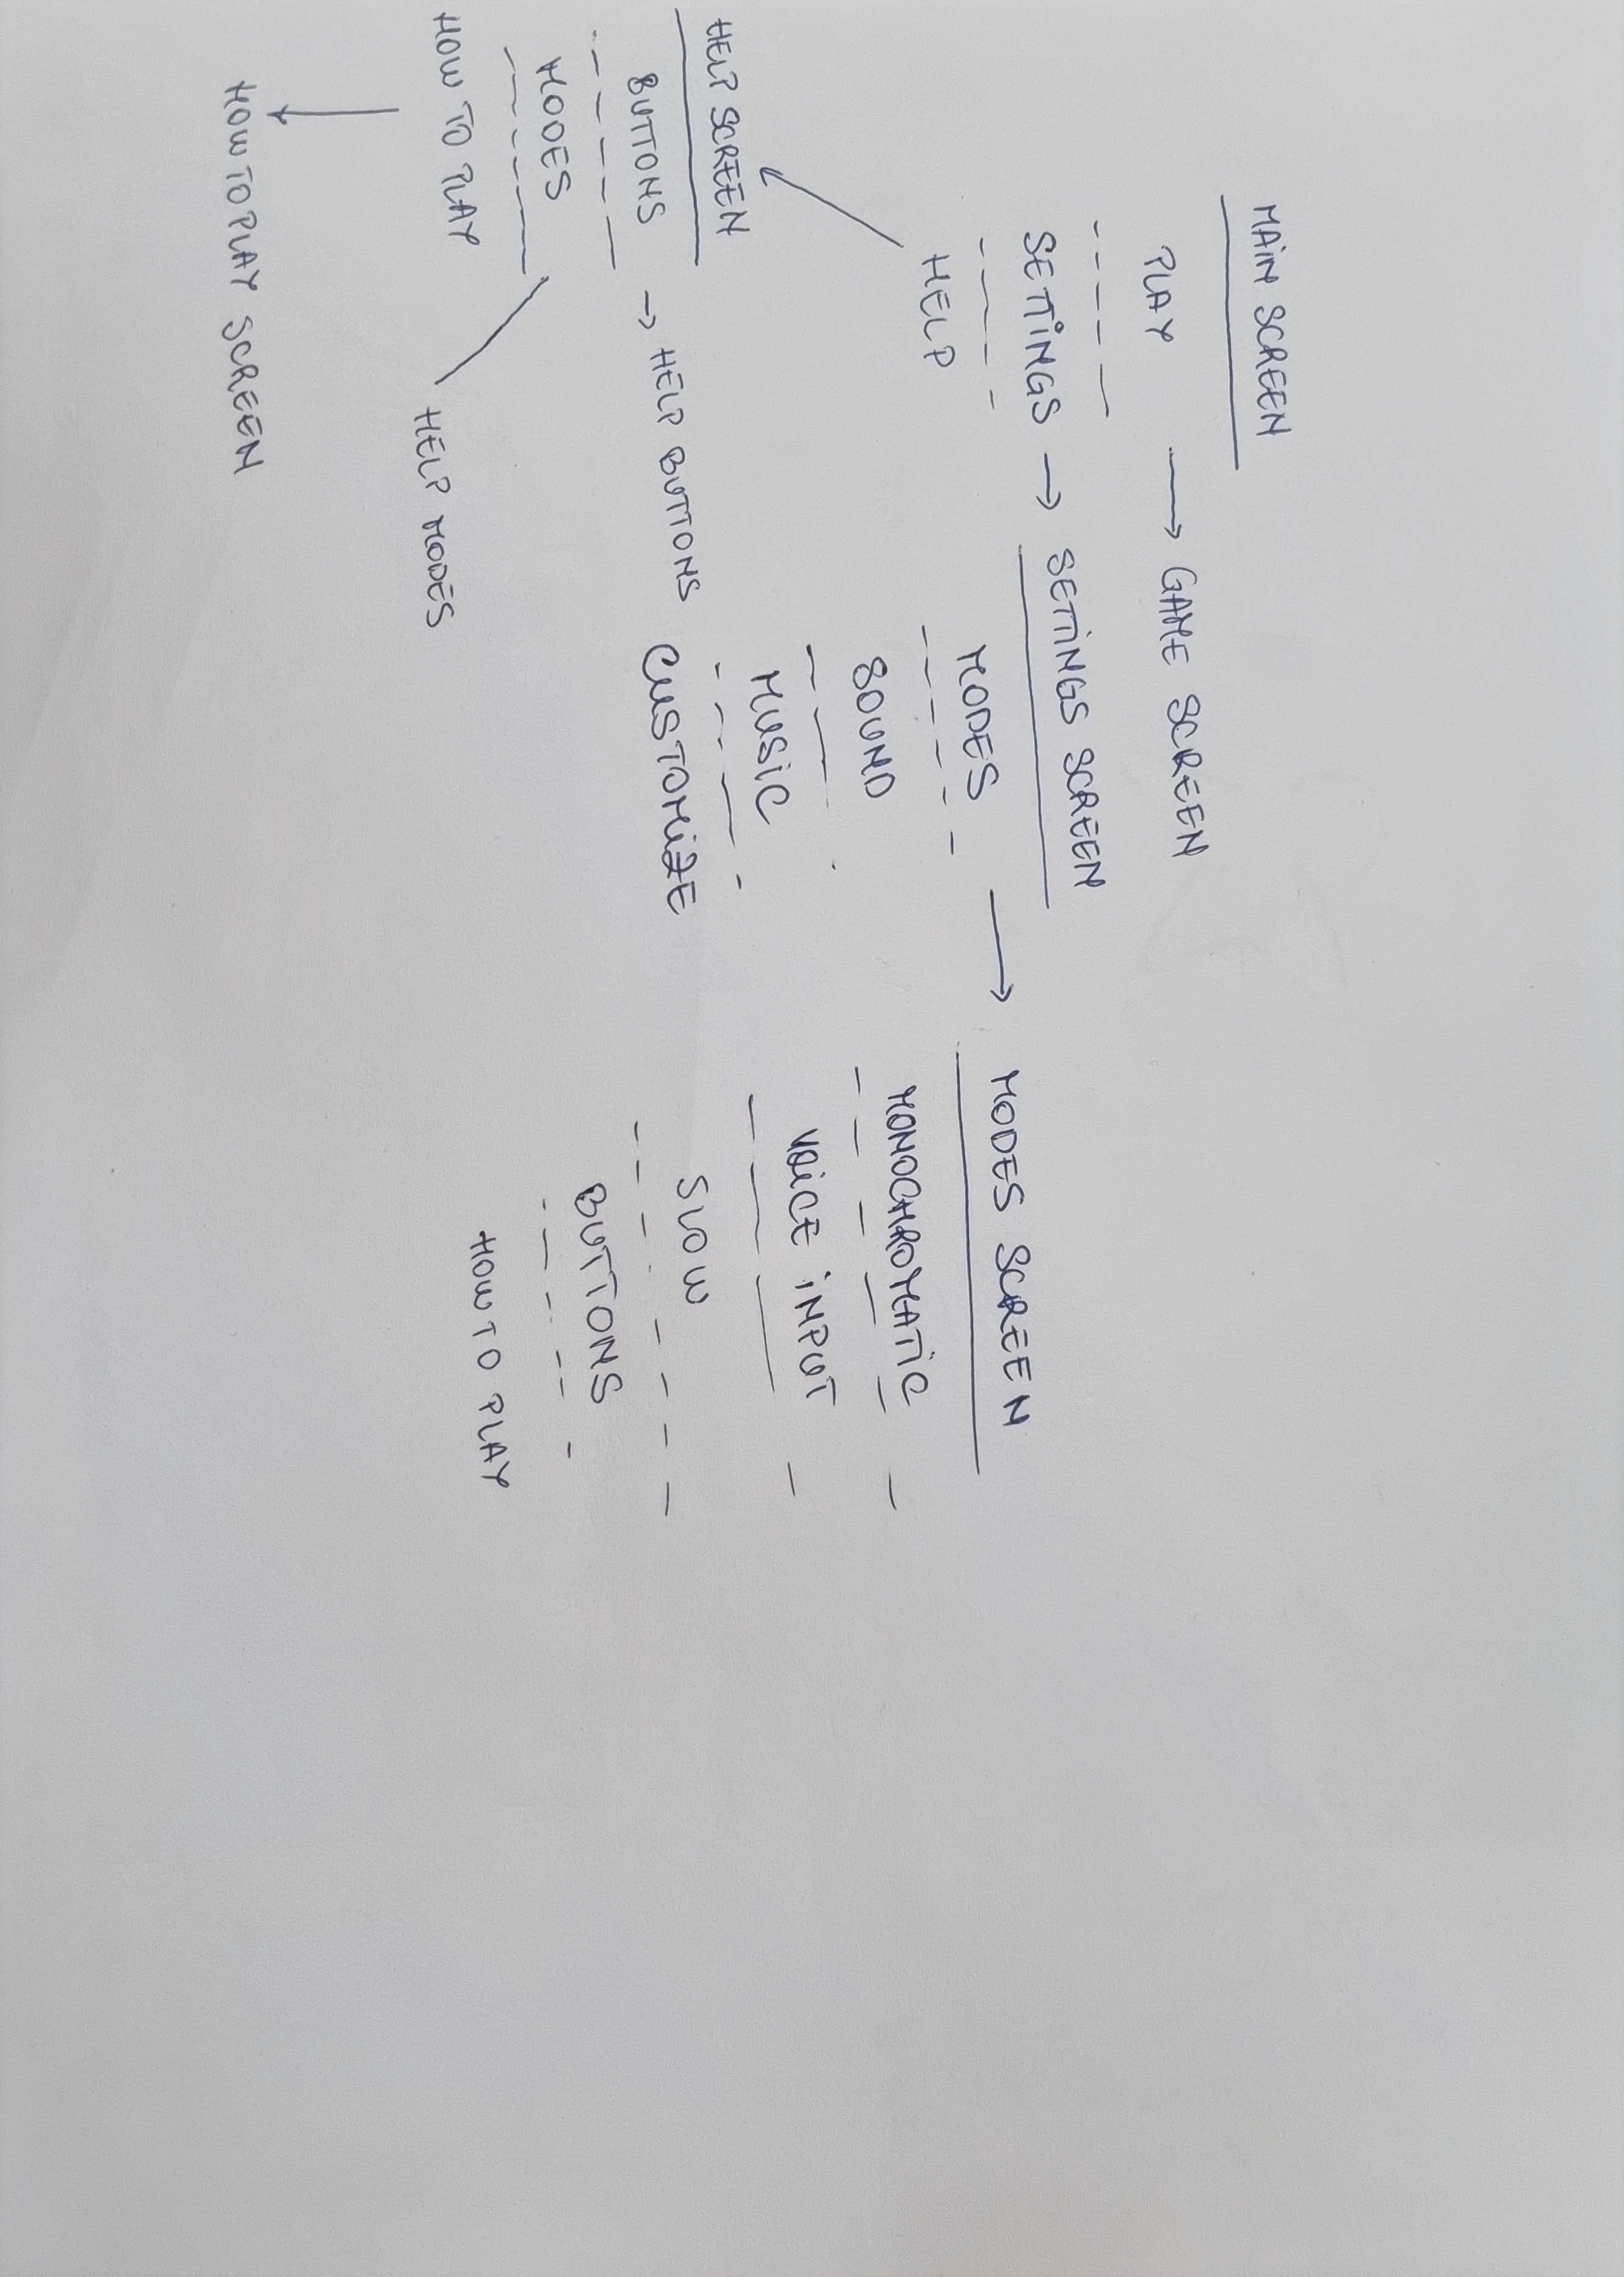 MAIN SCREEN
PLAY → GAME SCREEN
SETTINGS → SETTINGS SCREEN
HELP
MODES → MODES SCREEN
SOUND
MUSIC
CUSTOMIZE
MONOCHROMATIC
VOICE INPUT
SLOW
BUTTONS
HOW TO PLAY
HELP SCREEN
BUTTONS → HELP BUTTONS
MODES
HELP MODES
HOW TO PLAY
HOW TO PLAY SCREEN